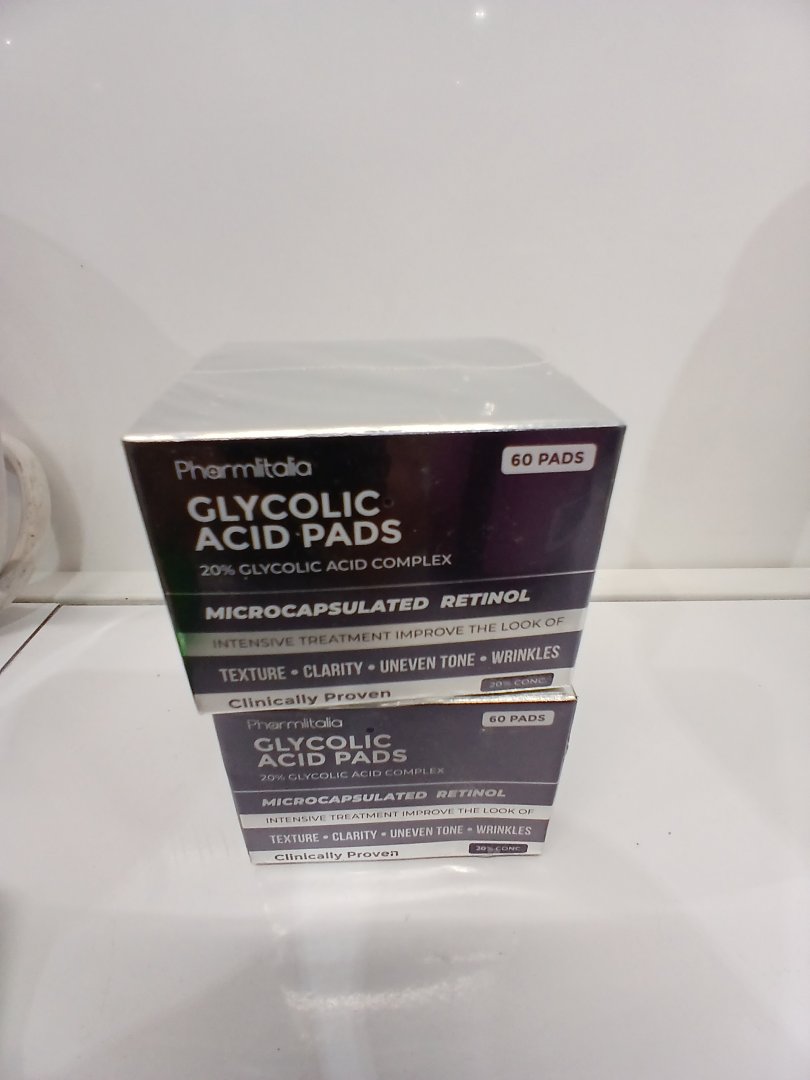 Pharmlitalia
60 PADS
GLYCOLIC
ACID PADS
20% GLYCOLIC ACID COMPLEX
MICROCAPSULATED RETINOL
INTENSIVE TREATMENT IMPROVE THE LOOK OF
TEXTURE • CLARITY • UNEVEN TONE • WRINKLES
Clinically Proven
20% CONC.
Pharmlitalia
60 PADS
GLYCOLIC
ACID PADS
20% GLYCOLIC ACID COMPLEX
MICROCAPSULATED RETINOL
INTENSIVE TREATMENT IMPROVE THE LOOK OF
TEXTURE • CLARITY • UNEVEN TONE • WRINKLES
Clinically Proven
20% CONC.